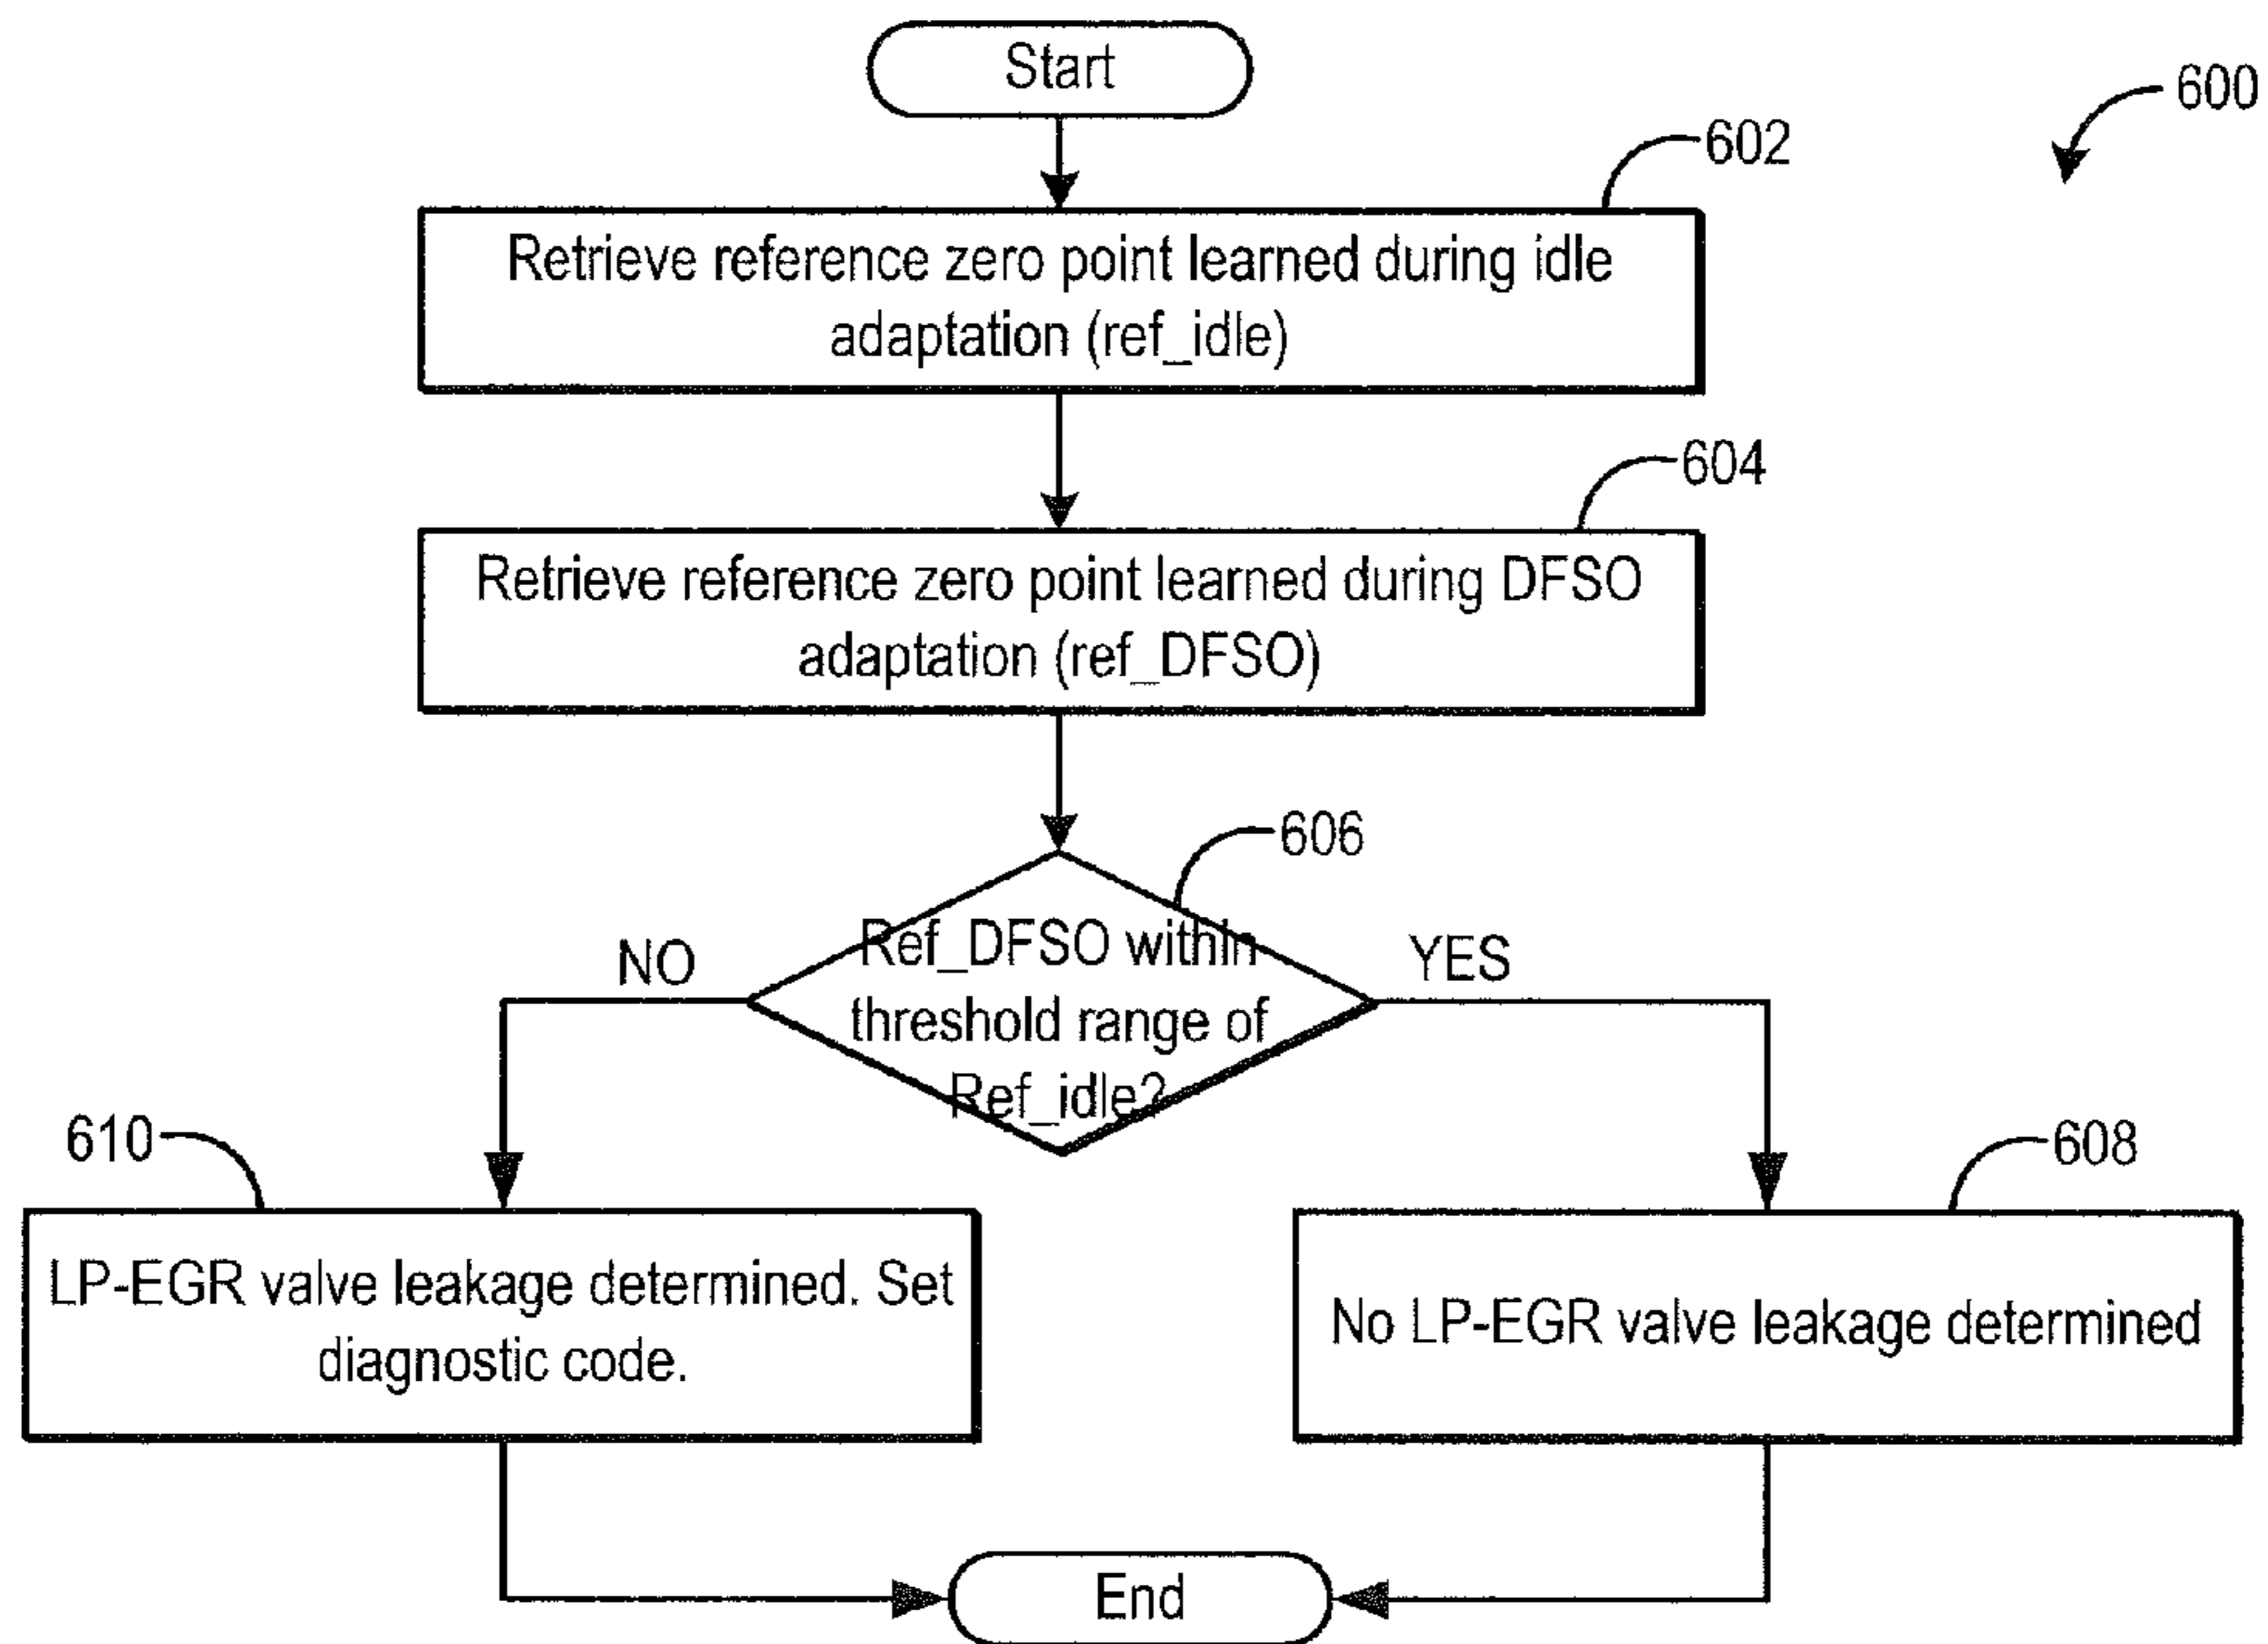 Start
600
602
Retrieve reference zero point learned during idle
adaptation (ref_idle)
604
Retrieve reference zero point learned during DFSO
adaptation (ref_DFSO)
606
NO
Ref_DFSO within
threshold range of
Ref_idle?
YES
610
LP-EGR valve leakage determined. Set
diagnostic code.
608
No LP-EGR valve leakage determined
End